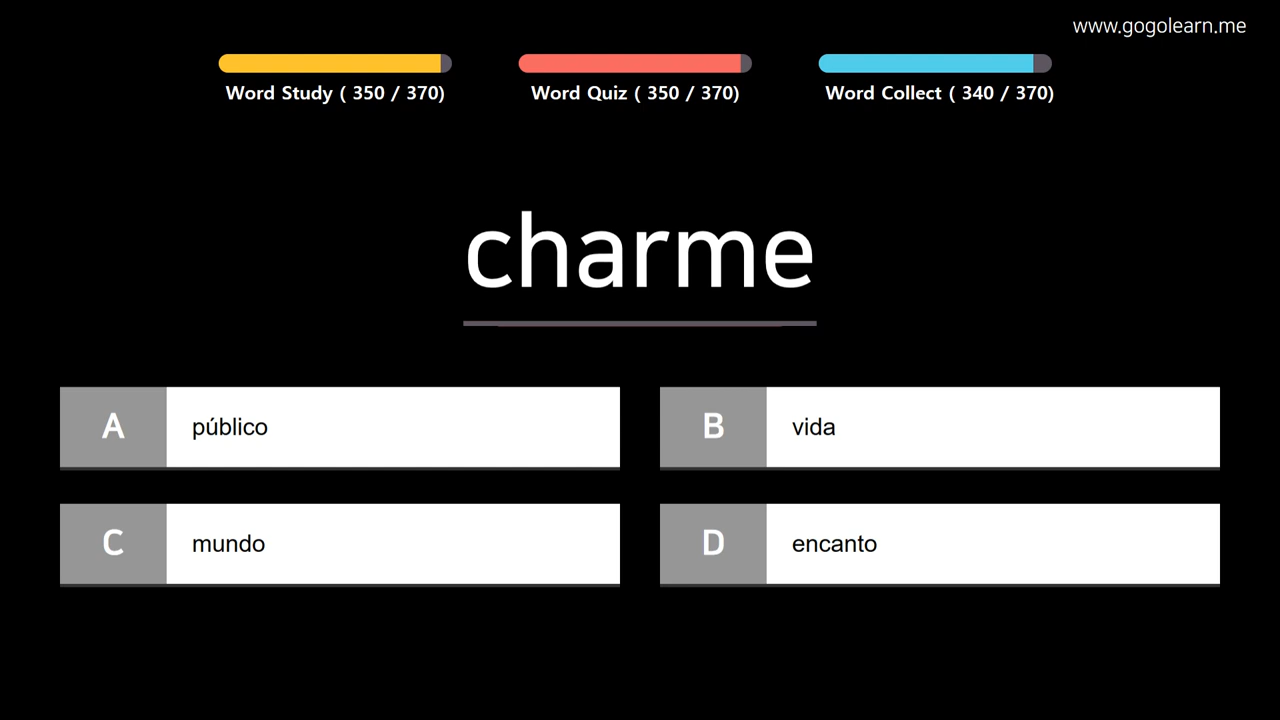 www.gogolearn.me
Word Study ( 350 / 370)
Word Quiz ( 350 / 370)
Word Collect ( 340 / 370)
charme
A público
B vida
C mundo
D encanto